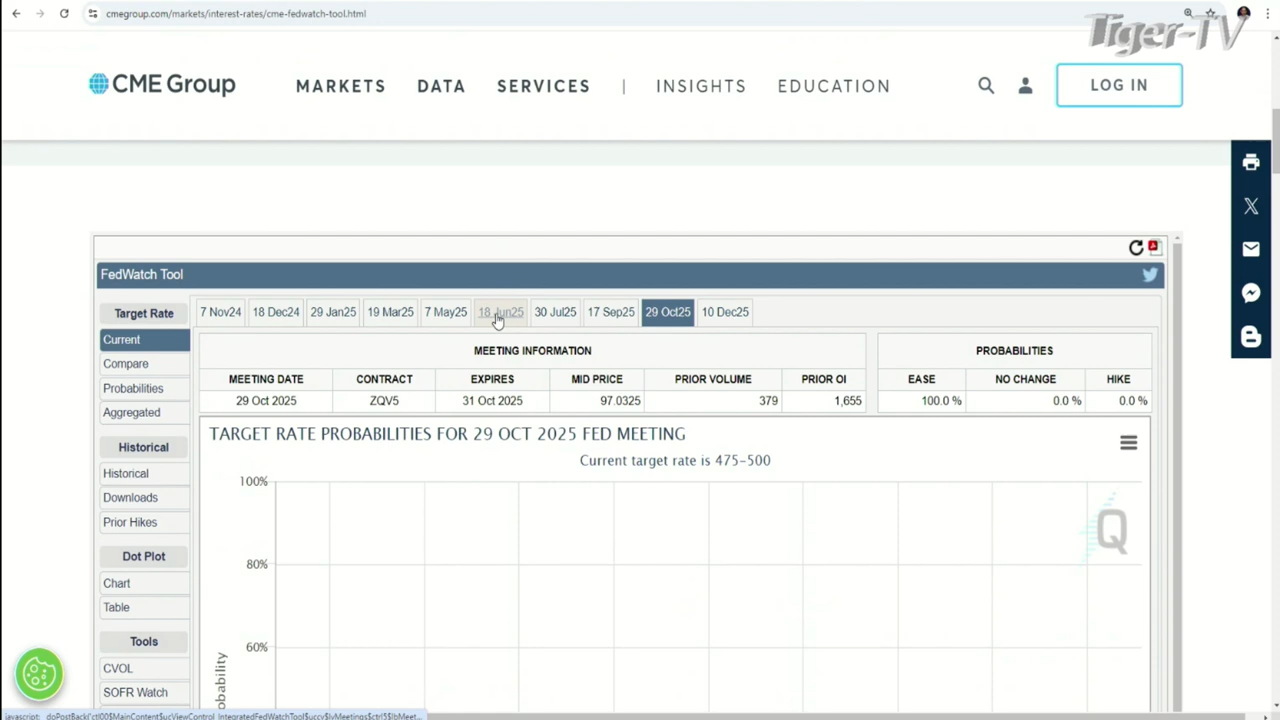 cmegroup.com/markets/interest-rates/cme-fedwatch-tool.html
Tiger-TV
CME Group
MARKETS DATA SERVICES | INSIGHTS EDUCATION
LOG IN
FedWatch Tool
Target Rate
Current
Compare
Probabilities
Aggregated
Historical
Historical
Downloads
Prior Hikes
Dot Plot
Chart
Table
Tools
CVOL
SOFR Watch
7 Nov24 18 Dec24 29 Jan25 19 Mar25 7 May25 18 Jun25 30 Jul25 17 Sep25 29 Oct25 10 Dec25
MEETING INFORMATION
MEETING DATE CONTRACT EXPIRES MID PRICE PRIOR VOLUME PRIOR OI
29 Oct 2025 ZQV5 31 Oct 2025 97.0325 379 1,655
PROBABILITIES
EASE NO CHANGE HIKE
100.0 % 0.0 % 0.0 %
TARGET RATE PROBABILITIES FOR 29 OCT 2025 FED MEETING
Current target rate is 475-500
100%
80%
60%
Q